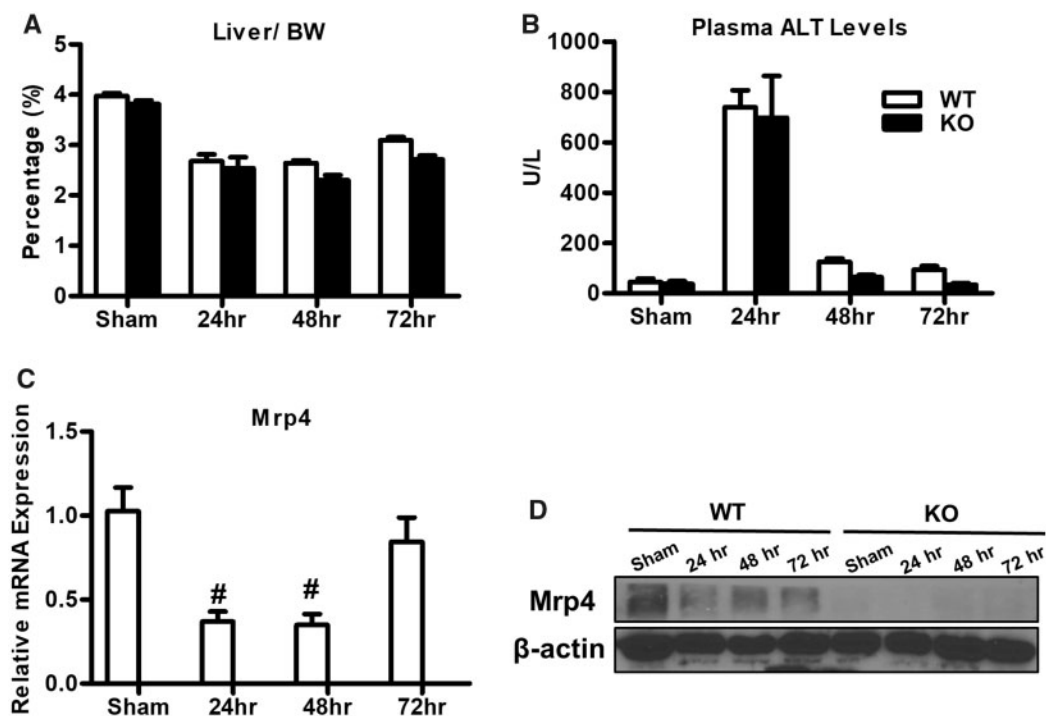 A
Liver/ BW
Percentage (%)
5
4
3
2
1
0
Sham 24hr 48hr 72hr
B
Plasma ALT Levels
U/L
1000
800
600
400
200
0
WT
KO
Sham 24hr 48hr 72hr
C
Mrp4
Relative mRNA Expression
1.5
1.0
0.5
0.0
# #
Sham 24hr 48hr 72hr
D
WT KO
Sham 24 hr 48 hr 72 hr Sham 24 hr 48 hr 72 hr
Mrp4
β-actin